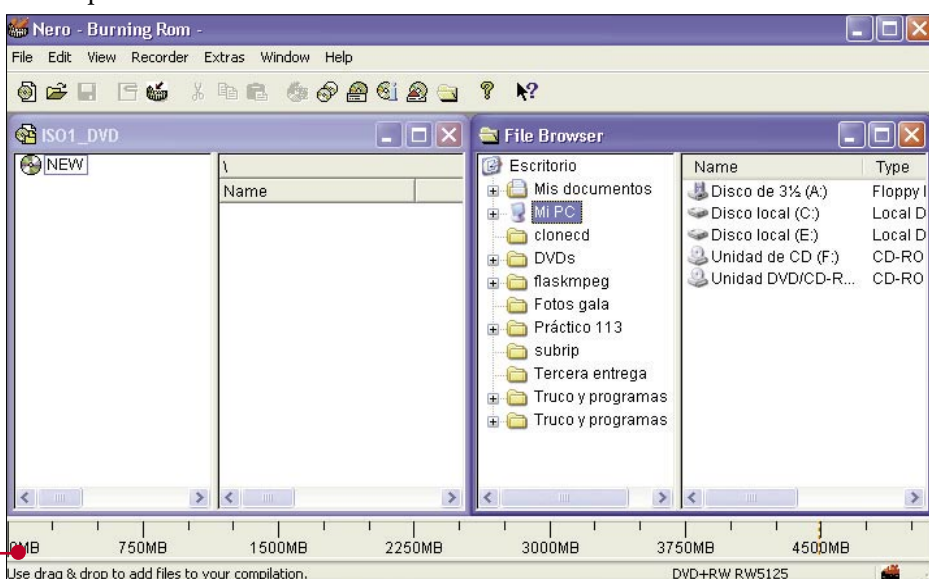 Nero - Burning Rom -
File Edit View Recorder Extras Window Help
ISO1_DVD
NEW
\
Name
File Browser
Escritorio
Mis documentos
Mi PC
clonecd
DVDs
flaskmpeg
Fotos gala
Práctico 113
subrip
Tercera entrega
Truco y programas
Truco y programas
Name Type
Disco de 3½ (A:) Floppy
Disco local (C:) Local D
Disco local (E:) Local D
Unidad de CD (F:) CD-RO
Unidad DVD/CD-R... CD-RO
0MB 750MB 1500MB 2250MB 3000MB 3750MB 4500MB
Use drag & drop to add files to your compilation. DVD+RW RW5125